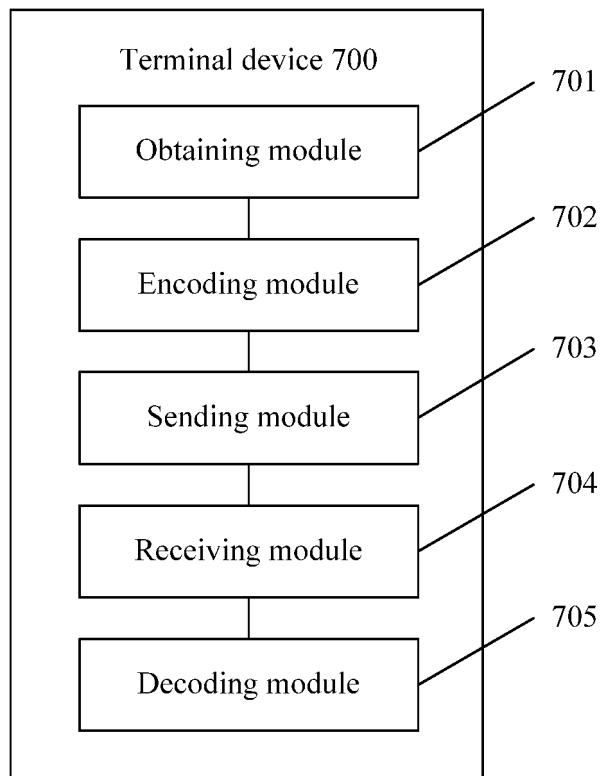 Terminal device 700
701
Obtaining module
702
Encoding module
703
Sending module
704
Receiving module
705
Decoding module